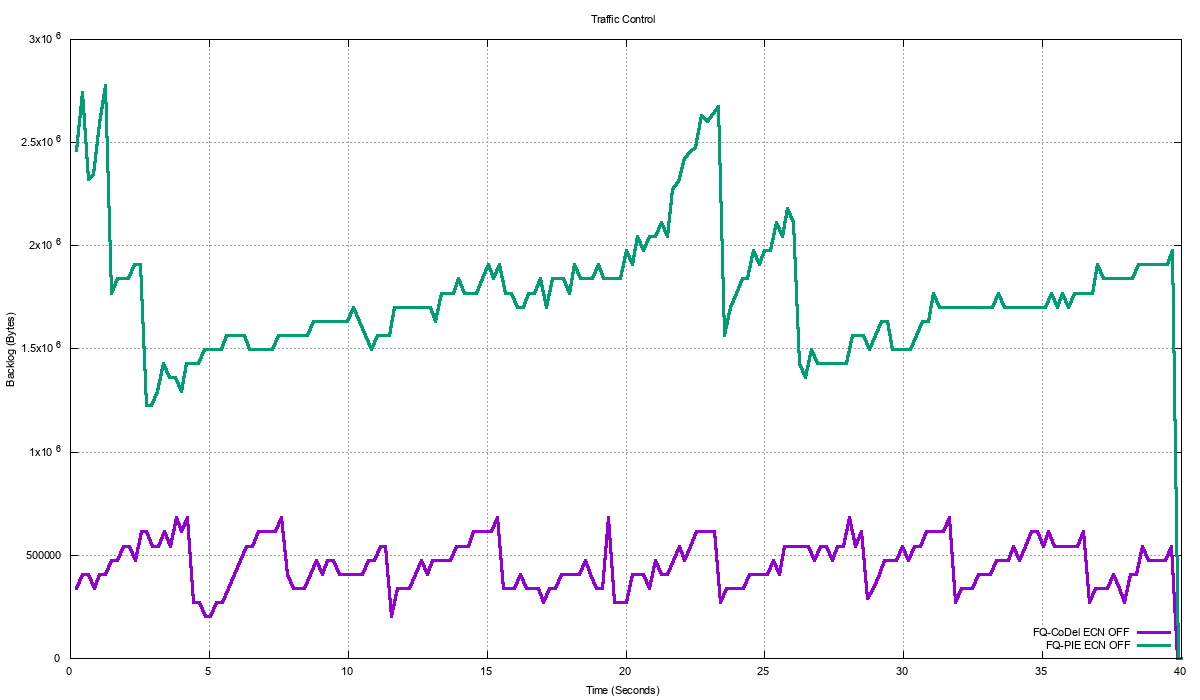 Traffic Control
3x10 6
2.5x10 6
2x10 6
1.5x10 6
1x10 6
500000
0
Backlog (Bytes)
0 5 10 15 20 25 30 35 40
Time (Seconds)
FQ-CoDel ECN OFF
FQ-PIE ECN OFF